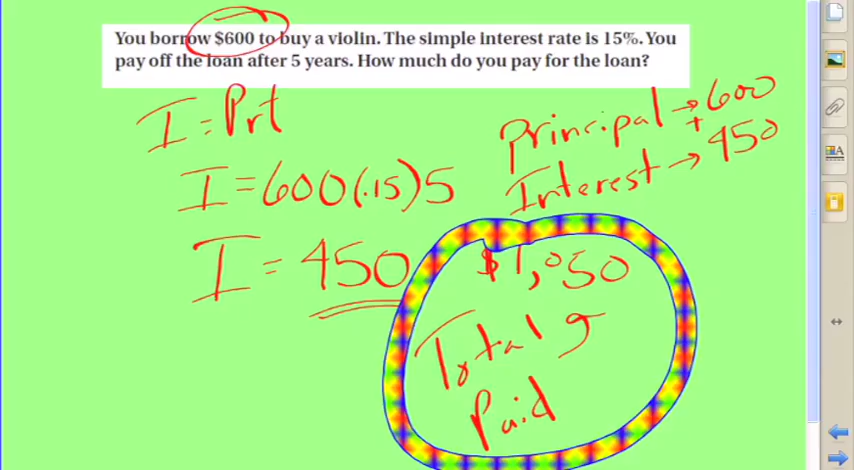 You borrow $600 to buy a violin. The simple interest rate is 15%. You
pay off the loan after 5 years. How much do you pay for the loan?
I = Prt
I = 600(.15)5
I = 450
Principal → 600
+
Interest → 450
$1,050
Total
Paid